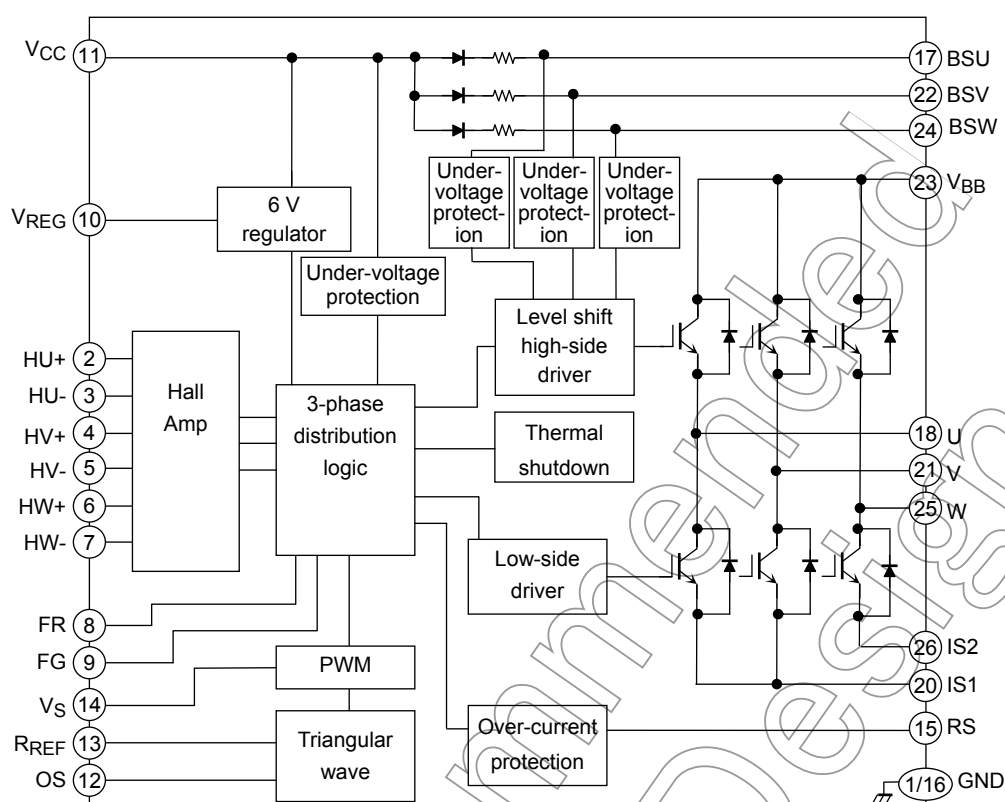 VCC 11
17 BSU
22 BSV
24 BSW
23 VBB
VREG 10
6 V
regulator
Under-
voltage
protect-
ion
Under-
voltage
protect-
ion
Under-
voltage
protect-
ion
Under-voltage
protection
Level shift
high-side
driver
HU+ 2
HU- 3
HV+ 4
HV- 5
HW+ 6
HW- 7
Hall
Amp
3-phase
distribution
logic
Thermal
shutdown
Low-side
driver
18 U
21 V
25 W
FR 8
FG 9
VS 14
RREF 13
OS 12
PWM
Triangular
wave
Over-current
protection
26 IS2
20 IS1
15 RS
1/16 GND
mmended
Design